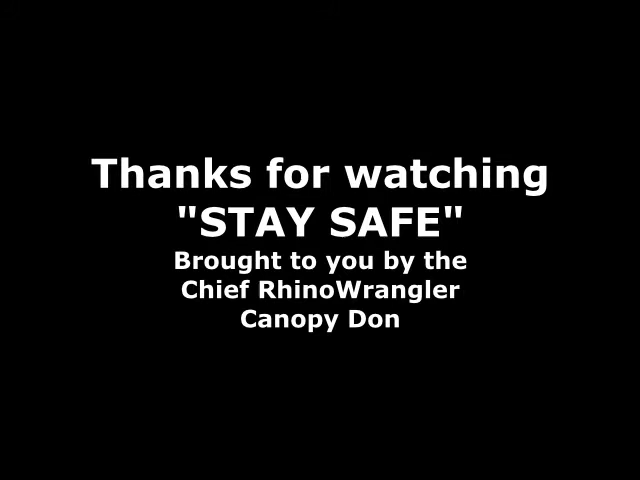 Thanks for watching
"STAY SAFE"
Brought to you by the
Chief RhinoWrangler
Canopy Don